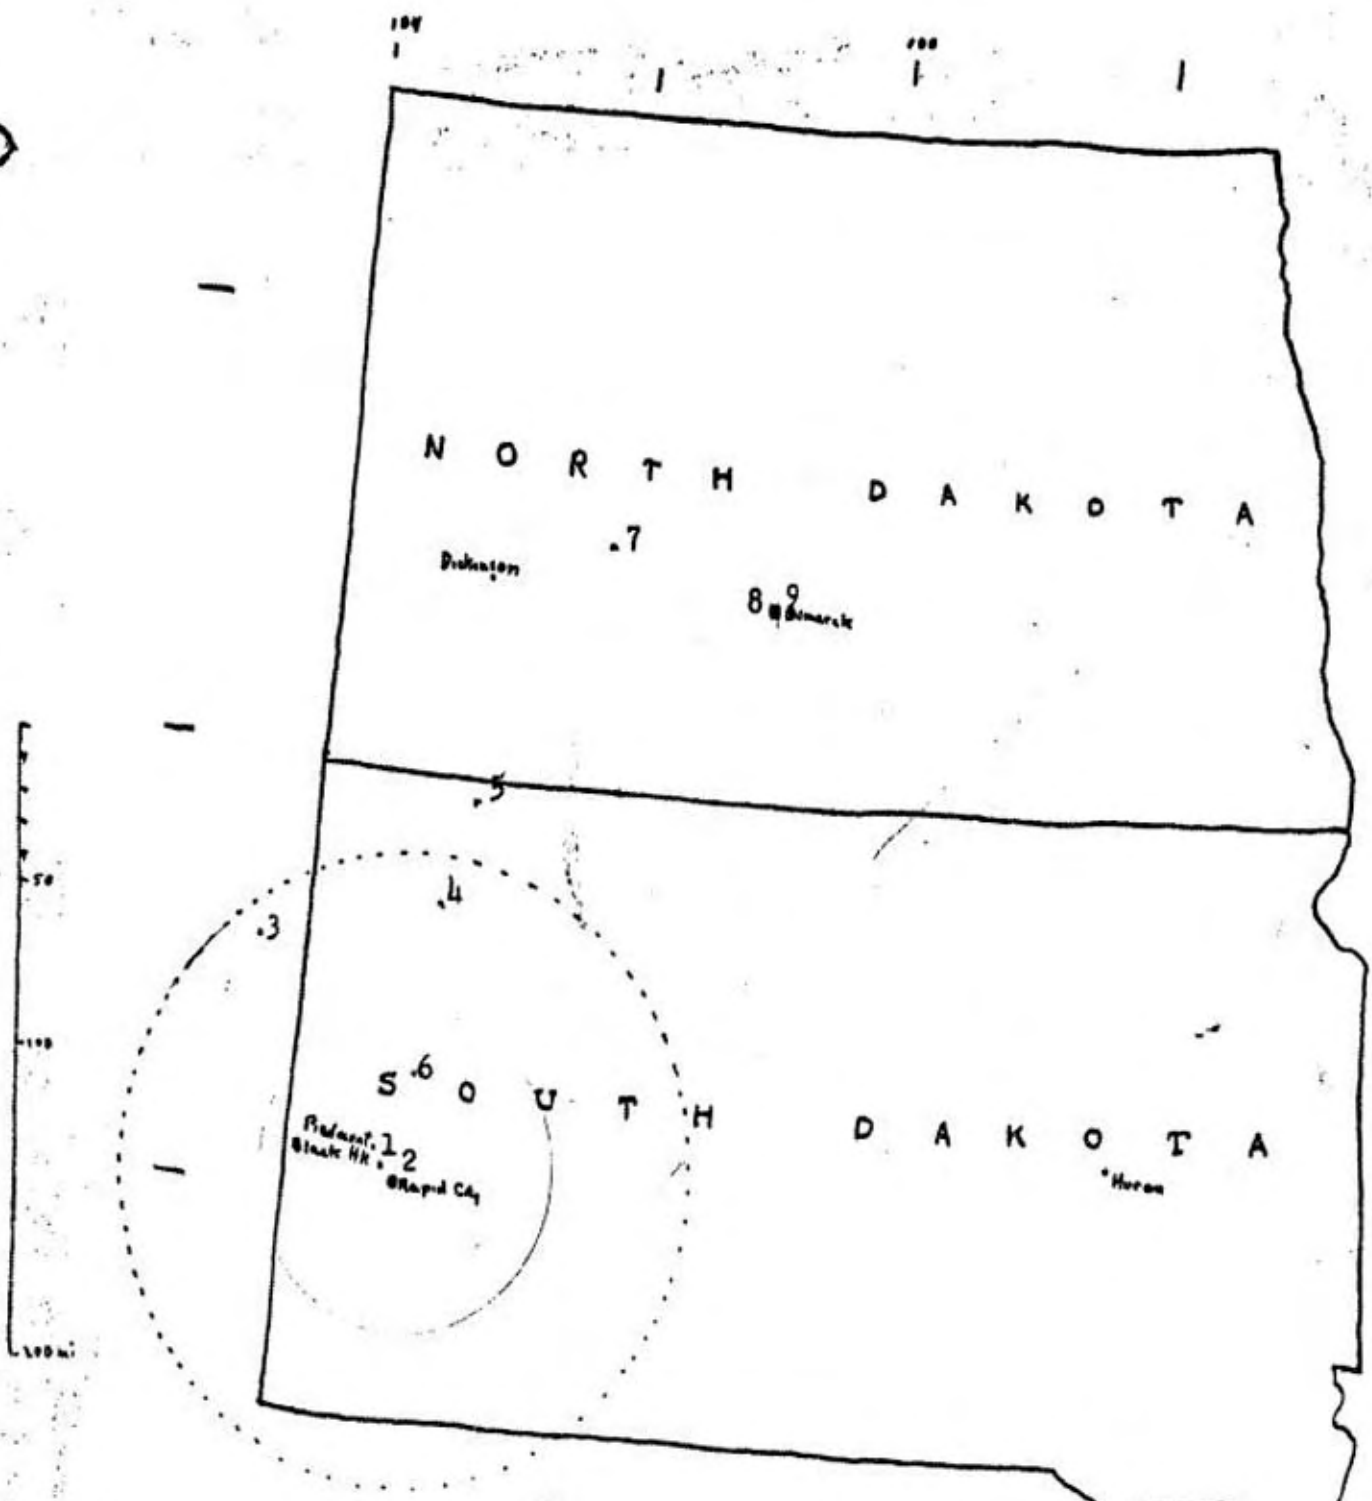 104
100
NORTH DAKOTA
.7
Dickinson
8 9
Bismarck
.5
50
.4
.3
100
.6
SOUTH DAKOTA
Piedmont .1
Black Hk 2
Rapid City
Huron
200 mi